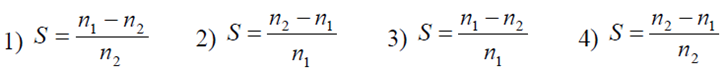 1) S = (n₁ − n₂) / n₂ 2) S = (n₂ − n₁) / n₁ 3) S = (n₁ − n₂) / n₁ 4) S = (n₂ − n₁) / n₂